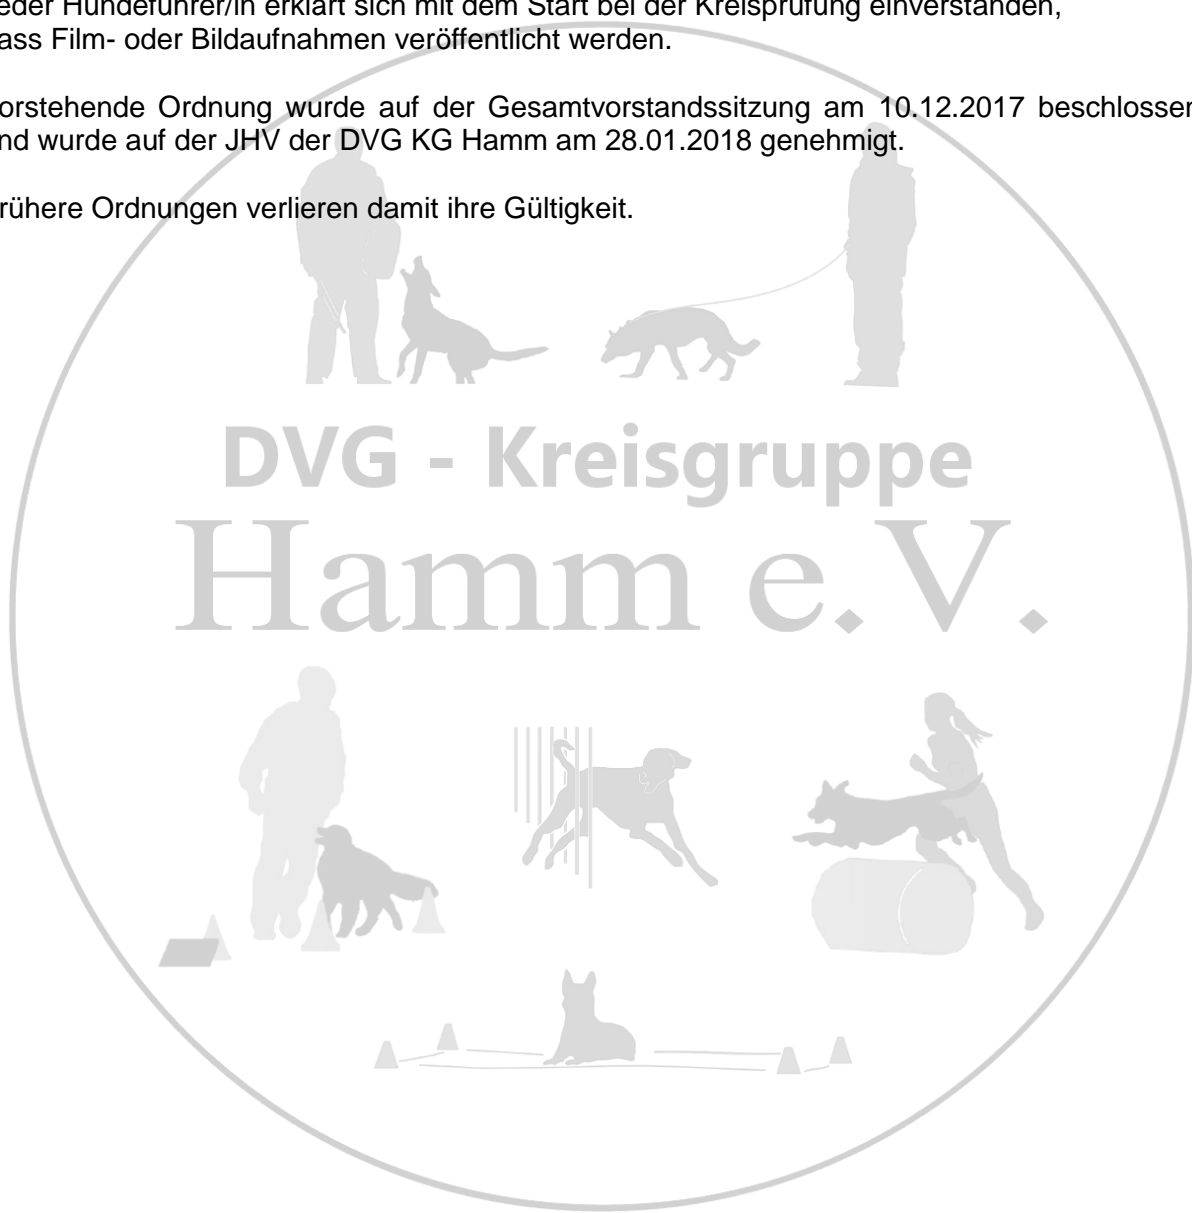 eder Hundeführer/in erklärt sich mit dem Start bei der Kreisprüfung einverstanden,
ass Film- oder Bildaufnahmen veröffentlicht werden.
orstehende Ordnung wurde auf der Gesamtvorstandssitzung am 10.12.2017 beschlossen
nd wurde auf der JHV der DVG KG Hamm am 28.01.2018 genehmigt.
rühere Ordnungen verlieren damit ihre Gültigkeit.
DVG - Kreisgruppe
Hamm e.V.